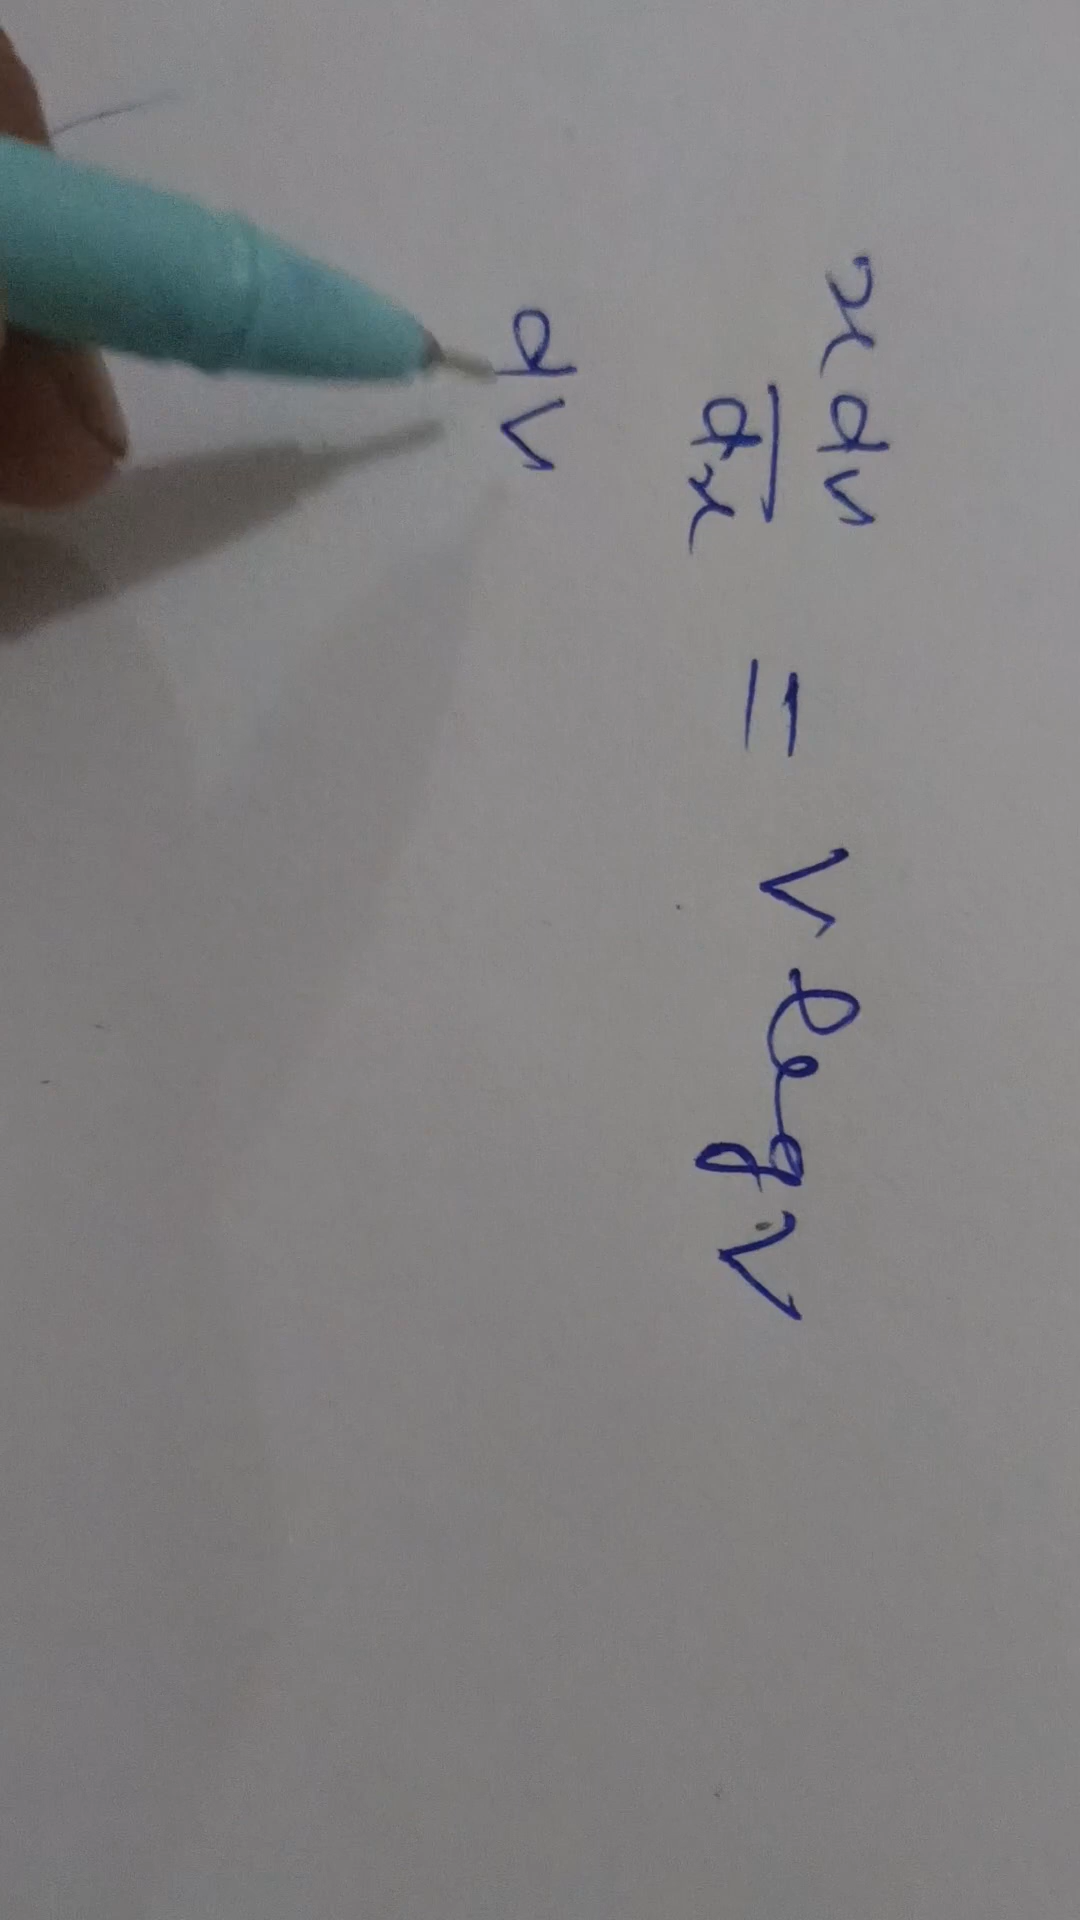 x dv/dx = v log v
dv